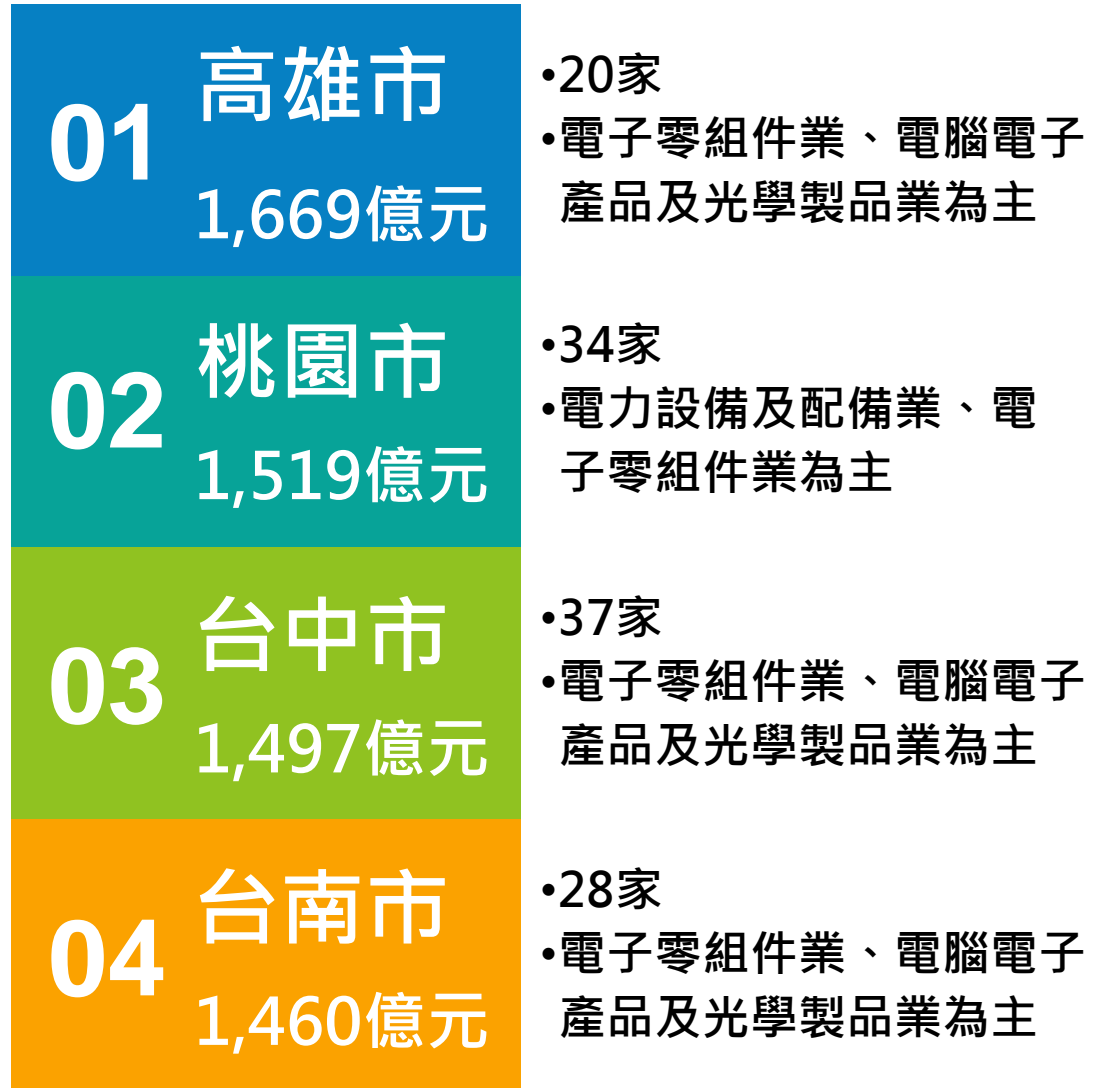 01
高雄市
1,669億元
•20家
•電子零組件業、電腦電子
產品及光學製品業為主
02
桃園市
1,519億元
•34家
•電力設備及配備業、電
子零組件業為主
03
台中市
1,497億元
•37家
•電子零組件業、電腦電子
產品及光學製品業為主
04
台南市
1,460億元
•28家
•電子零組件業、電腦電子
產品及光學製品業為主